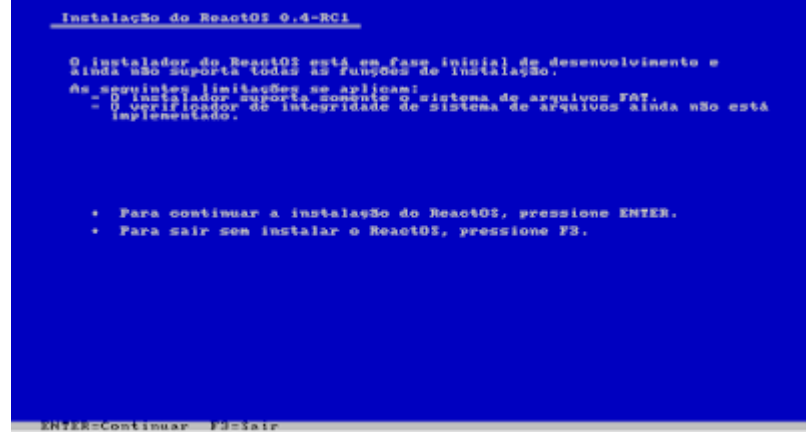 Instalação do ReactOS 0.4-RC1
O instalador do ReactOS está em fase inicial de desenvolvimento e
ainda não suporta todas as funções de instalação.
As seguintes limitações se aplicam:
- O instalador suporta somente o sistema de arquivos FAT.
- O verificador de integridade de sistema de arquivos ainda não está
implementado.
• Para continuar a instalação do ReactOS, pressione ENTER.
• Para sair sem instalar o ReactOS, pressione F3.
ENTER=Continuar F3=Sair